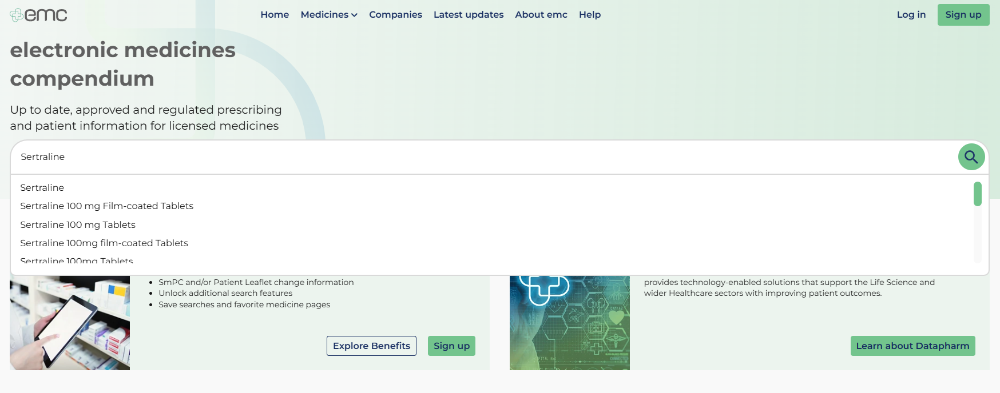 emc
Home Medicines Companies Latest updates About emc Help
Log in Sign up
electronic medicines
compendium
Up to date, approved and regulated prescribing
and patient information for licensed medicines
Sertraline
Sertraline
Sertraline 100 mg Film-coated Tablets
Sertraline 100 mg Tablets
Sertraline 100mg film-coated Tablets
Sertraline 100mg Tablets
SmPC and/or Patient Leaflet change information
Unlock additional search features
Save searches and favorite medicine pages
Explore Benefits Sign up
provides technology-enabled solutions that support the Life Science and
wider Healthcare sectors with improving patient outcomes.
Learn about Datapharm